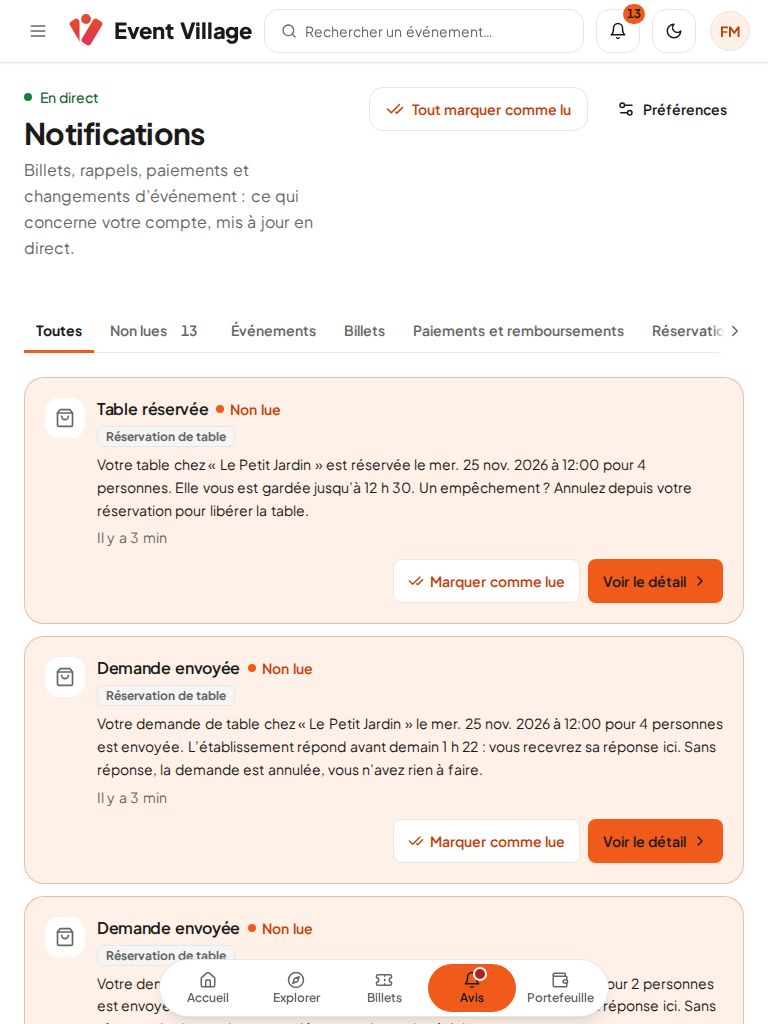 Event Village
Rechercher un événement…
13
FM
En direct
Notifications
Billets, rappels, paiements et
changements d’événement : ce qui
concerne votre compte, mis à jour en
direct.
Tout marquer comme lu
Préférences
Toutes
Non lues 13
Événements
Billets
Paiements et remboursements
Réservatio
Table réservée
Non lue
Réservation de table
Votre table chez « Le Petit Jardin » est réservée le mer. 25 nov. 2026 à 12:00 pour 4
personnes. Elle vous est gardée jusqu’à 12 h 30. Un empêchement ? Annulez depuis votre
réservation pour libérer la table.
Il y a 3 min
Marquer comme lue
Voir le détail
Demande envoyée
Non lue
Réservation de table
Votre demande de table chez « Le Petit Jardin » le mer. 25 nov. 2026 à 12:00 pour 4 personnes
est envoyée. L’établissement répond avant demain 1 h 22 : vous recevrez sa réponse ici. Sans
réponse, la demande est annulée, vous n’avez rien à faire.
Il y a 3 min
Marquer comme lue
Voir le détail
Demande envoyée
Non lue
Réservation de table
Votre
our 2 personnes
est
réponse ici. Sans
Accueil
Explorer
Billets
Avis
Portefeuille